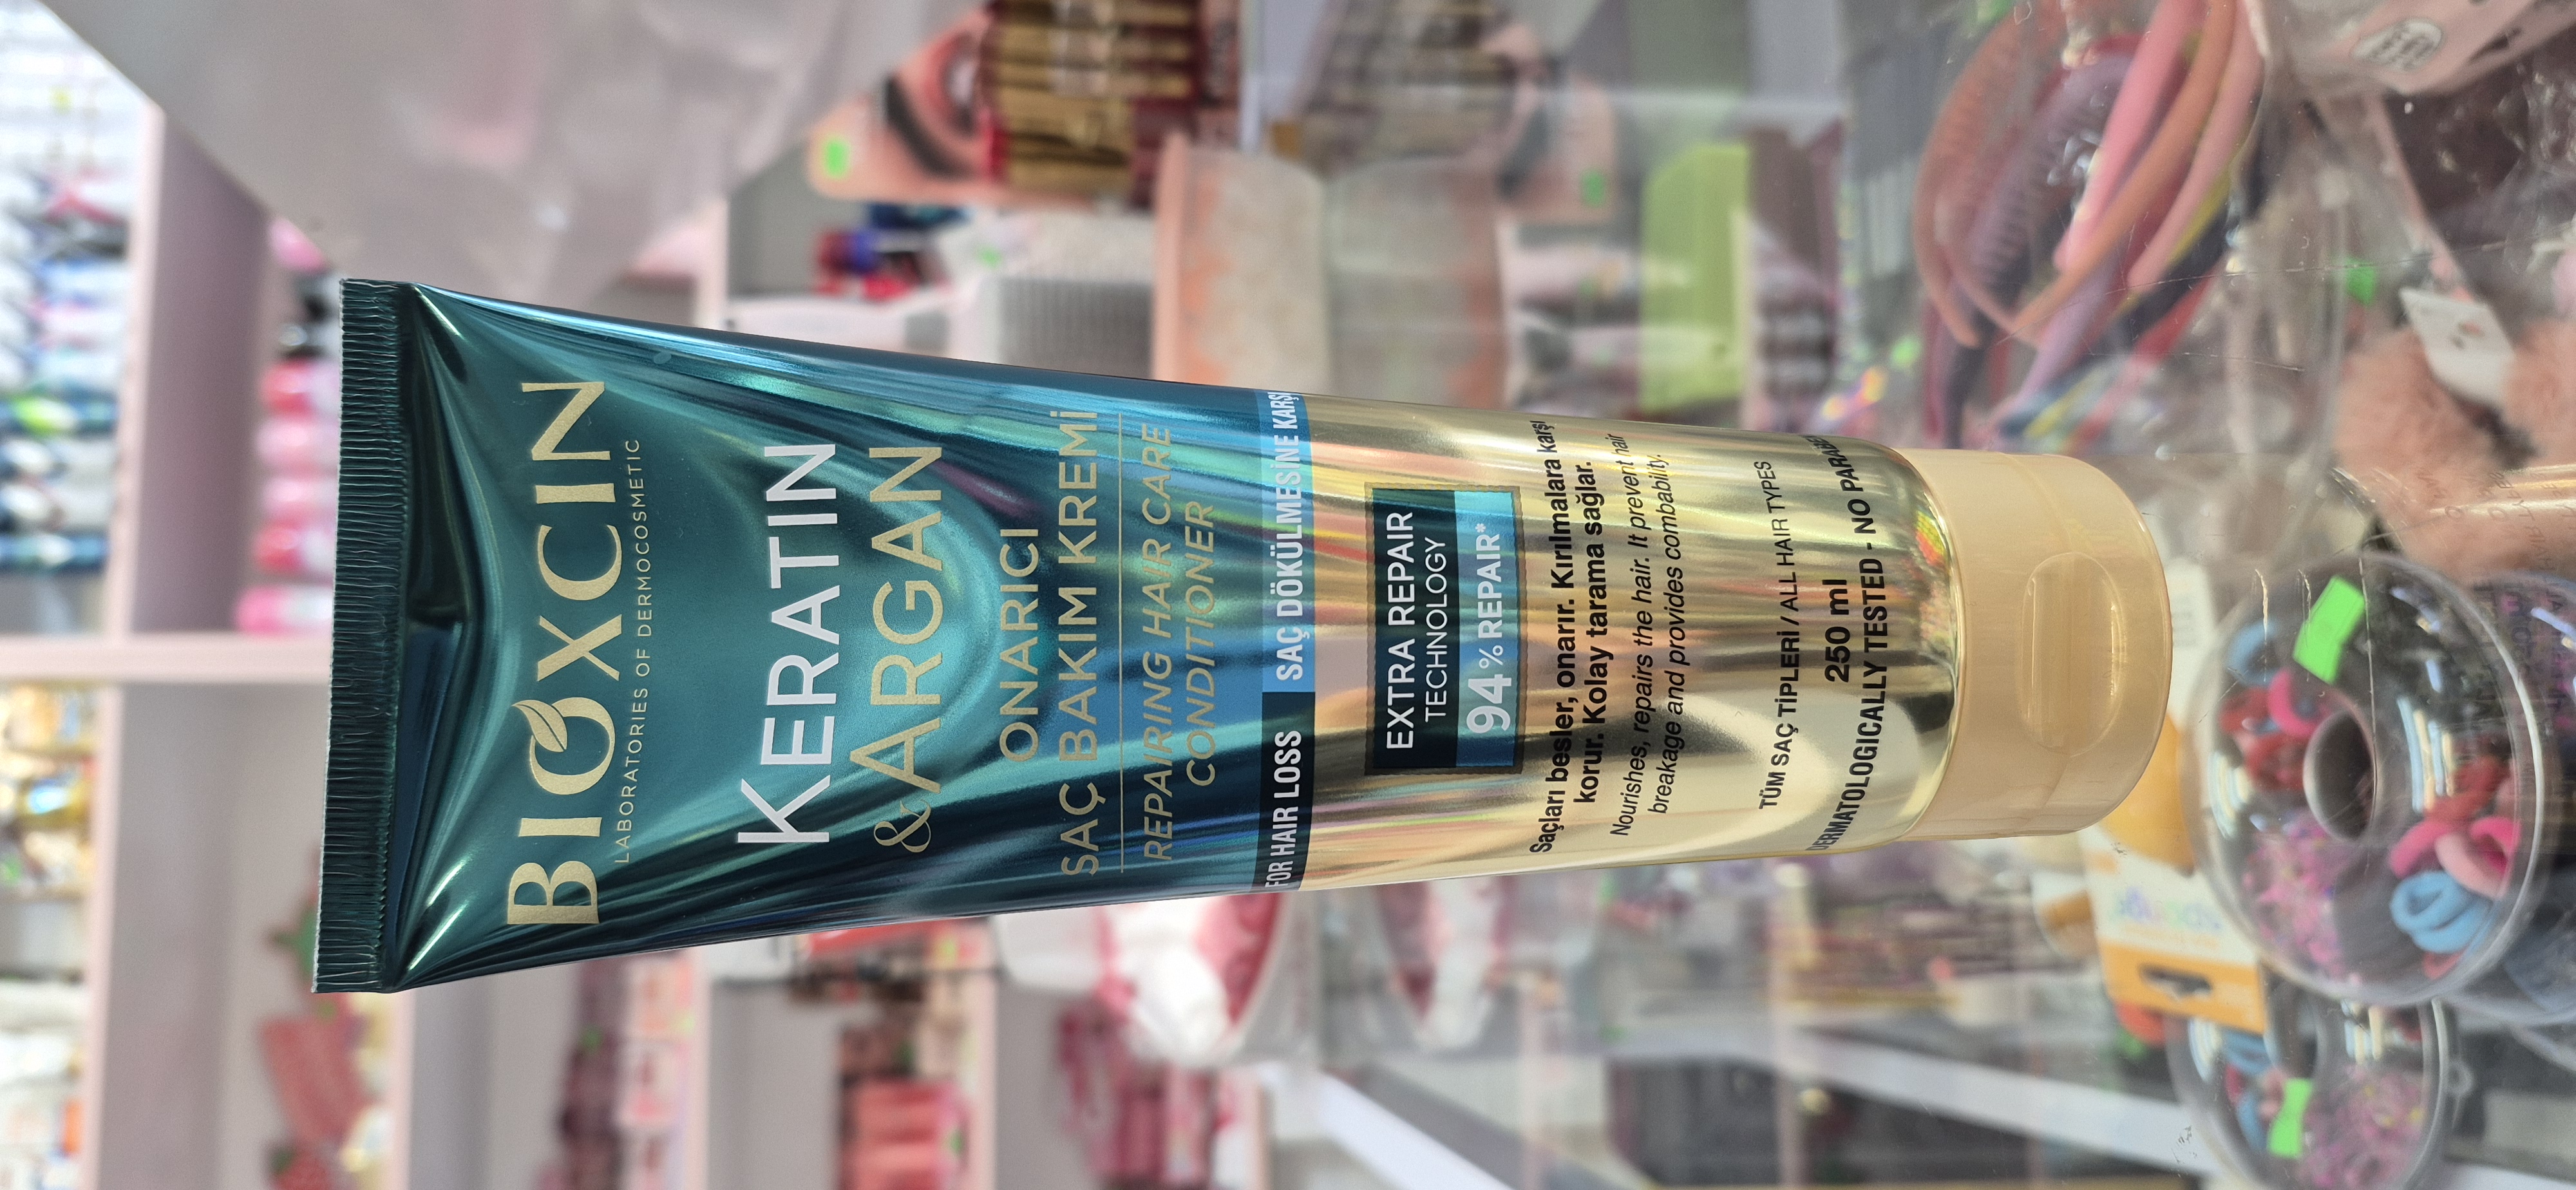 BIOXCIN
LABORATORIES OF DERMOCOSMETIC
KERATIN
&ARGAN
ONARICI
SAÇ BAKIM KREMİ
REPAIRING HAIR CARE
CONDITIONER
FOR HAIR LOSS SAÇ DÖKÜLMESİNE KARŞI
EXTRA REPAIR
TECHNOLOGY
94% REPAIR*
Saçları besler, onarır. Kırılmalara karşı
korur. Kolay tarama sağlar.
Nourishes, repairs the hair. It prevent hair
breakage and provides combability.
TÜM SAÇ TİPLERİ / ALL HAIR TYPES
250 ml
DERMATOLOGICALLY TESTED - NO PARABEN